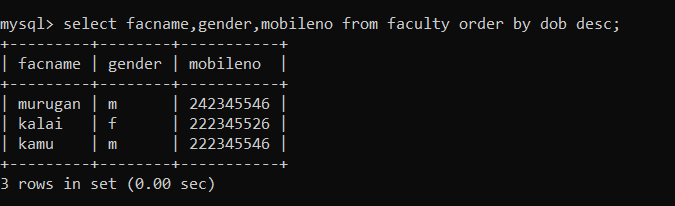 mysql> select facname,gender,mobileno from faculty order by dob desc;
+---------+--------+-----------+
| facname | gender | mobileno  |
+---------+--------+-----------+
| murugan | m      | 242345546 |
| kalai   | f      | 222345526 |
| kamu    | m      | 222345546 |
+---------+--------+-----------+
3 rows in set (0.00 sec)